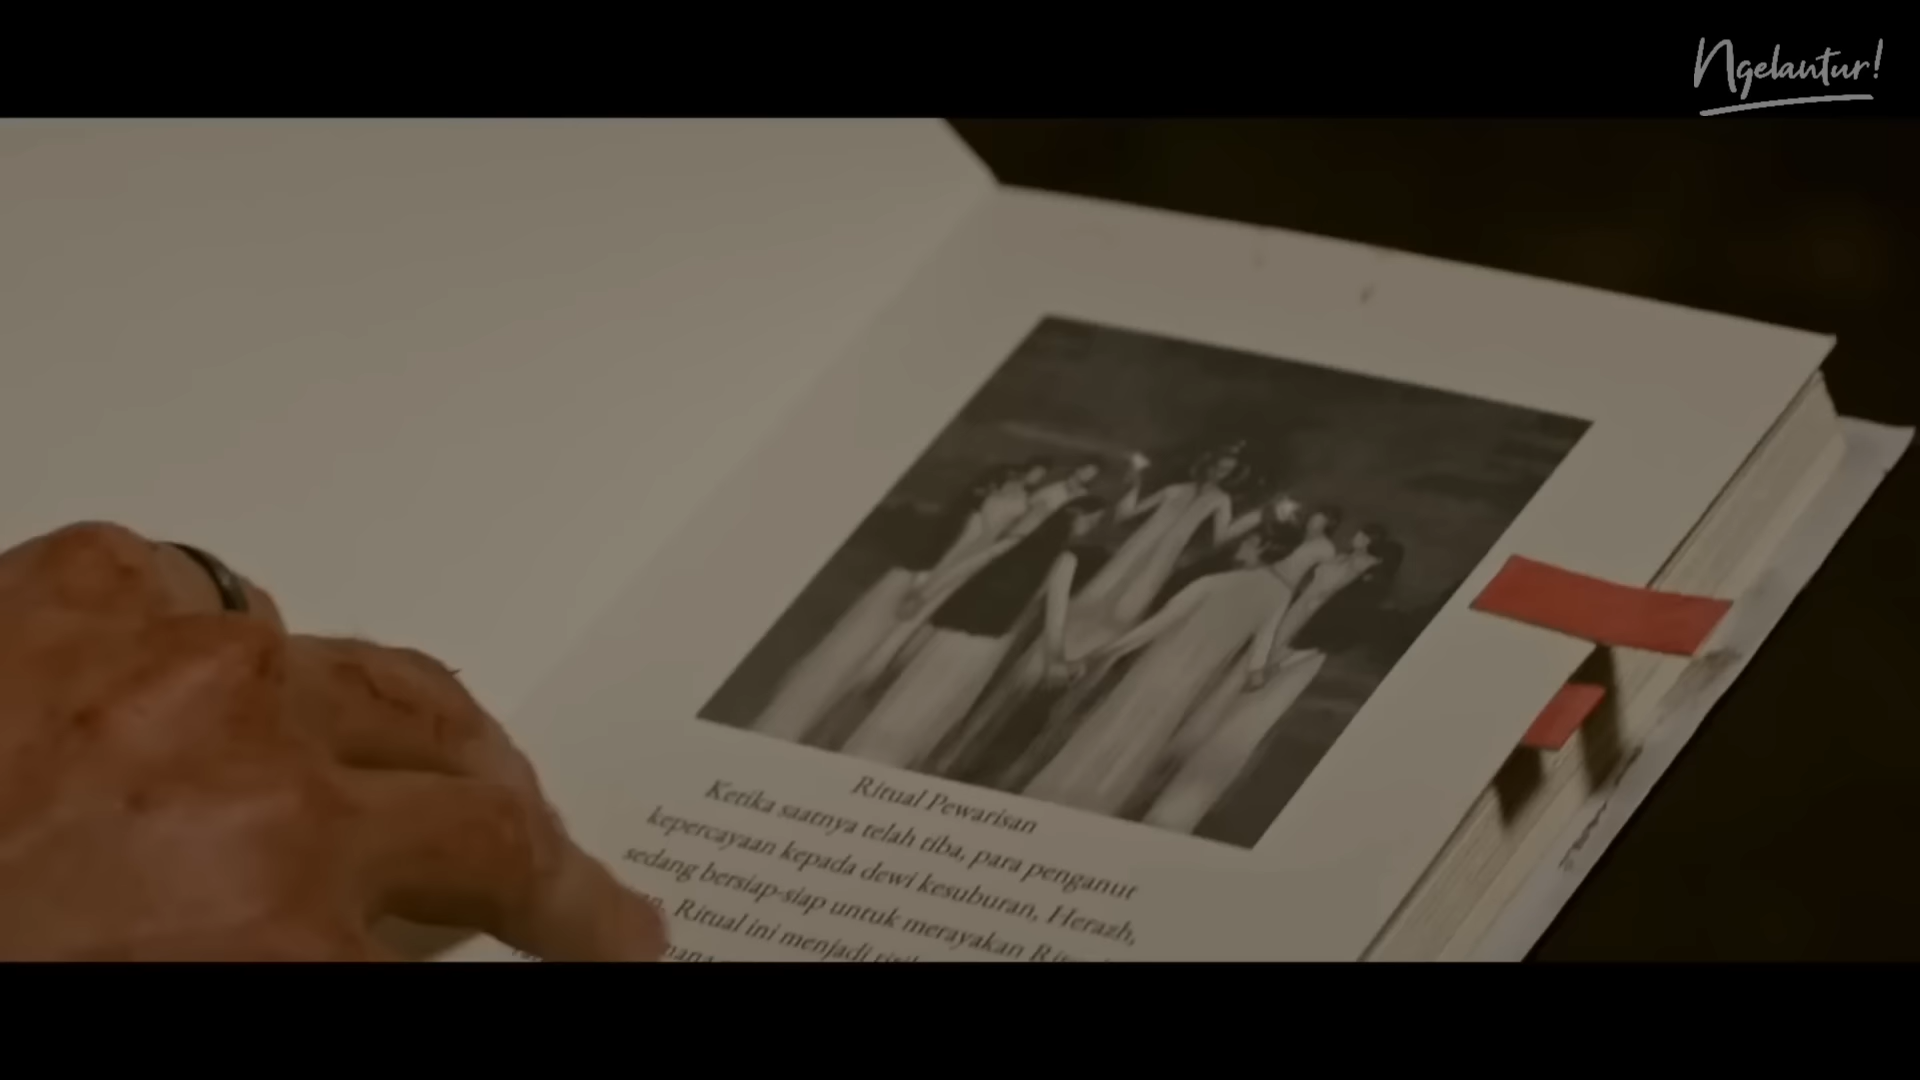 Ngelantur!
Ritual Pewarisan
Ketika saatnya telah tiba, para penganut
kepercayaan kepada dewi kesuburan, Herazh,
sedang bersiap-siap untuk merayakan
Ritual ini menjadi